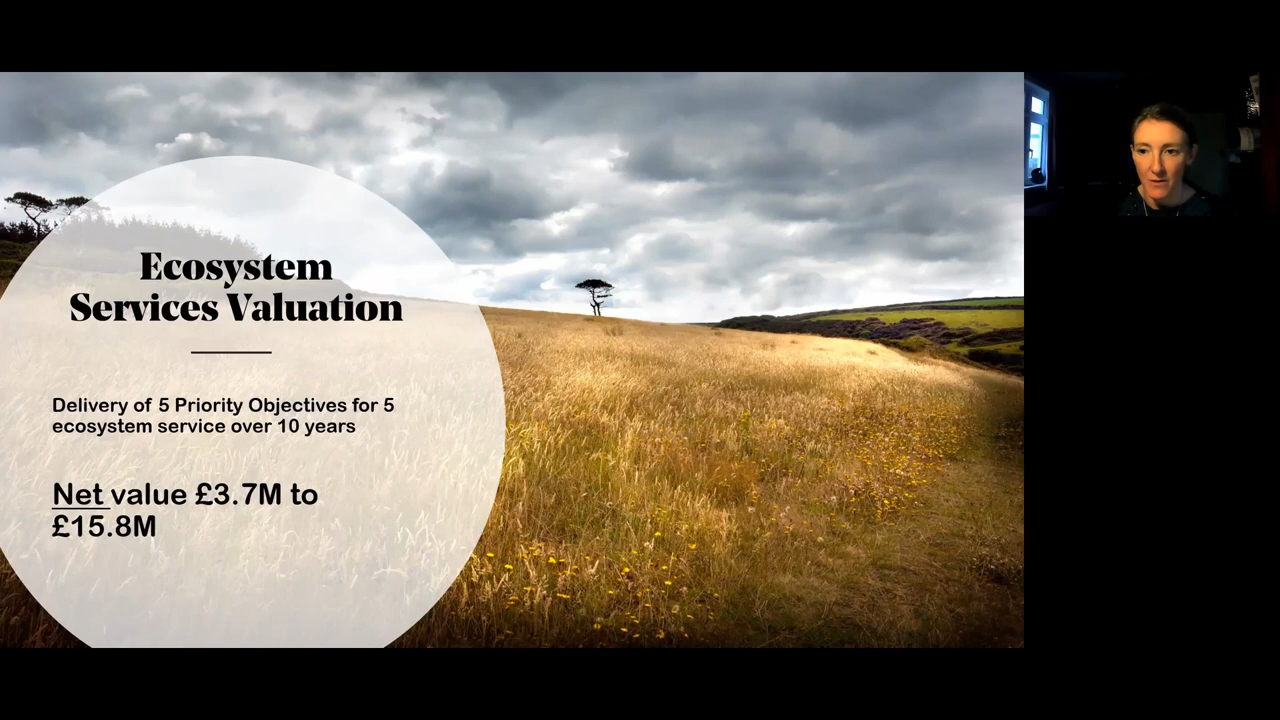 Ecosystem
Services Valuation
Delivery of 5 Priority Objectives for 5
ecosystem service over 10 years
Net value £3.7M to
£15.8M